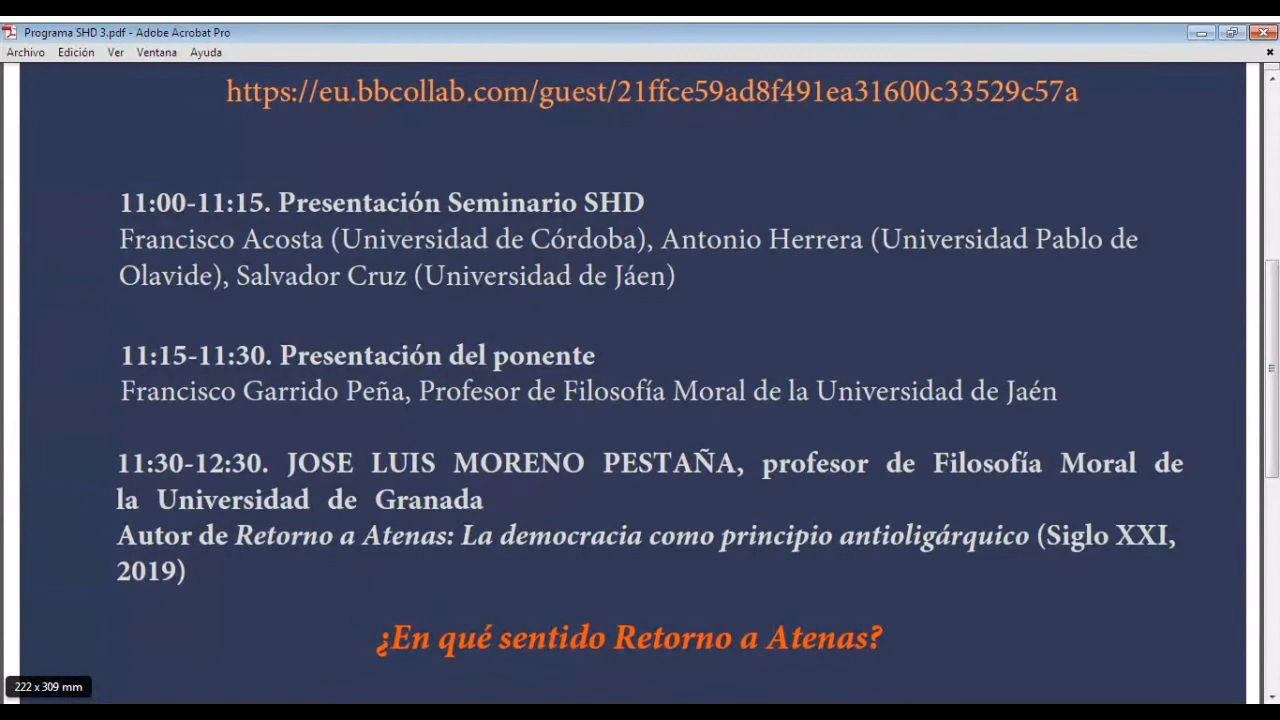 Programa SHD 3.pdf - Adobe Acrobat Pro
Archivo Edición Ver Ventana Ayuda
https://eu.bbcollab.com/guest/21ffce59ad8f491ea31600c33529c57a
11:00-11:15. Presentación Seminario SHD
Francisco Acosta (Universidad de Córdoba), Antonio Herrera (Universidad Pablo de
Olavide), Salvador Cruz (Universidad de Jáen)
11:15-11:30. Presentación del ponente
Francisco Garrido Peña, Profesor de Filosofía Moral de la Universidad de Jaén
11:30-12:30. JOSE LUIS MORENO PESTAÑA, profesor de Filosofía Moral de
la Universidad de Granada
Autor de Retorno a Atenas: La democracia como principio antioligárquico (Siglo XXI,
2019)
¿En qué sentido Retorno a Atenas?
222 x 309 mm